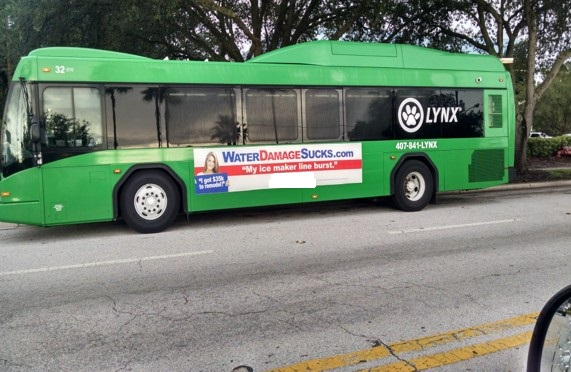 32
LYNX
407-841-LYNX
WATERDAMAGESUCKS.com
"My ice maker line burst."
"I got $35k
to remodel!"